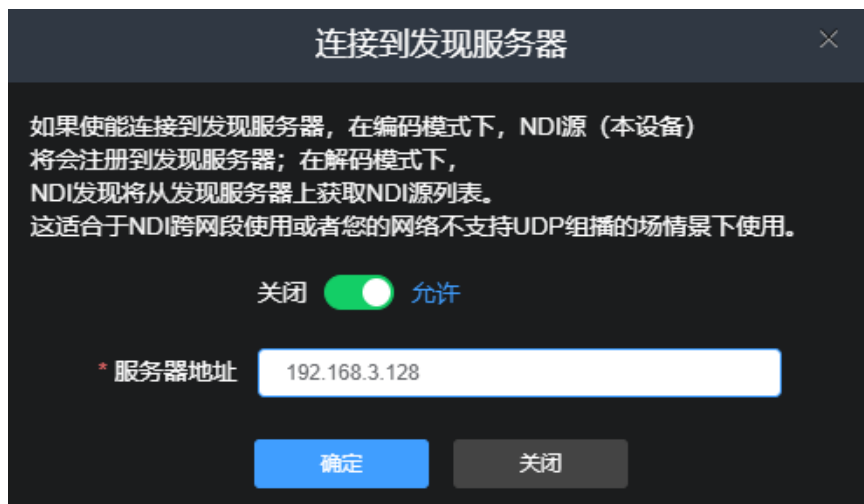 连接到发现服务器
如果使能连接到发现服务器，在编码模式下，NDI源（本设备）
将会注册到发现服务器；在解码模式下，
NDI发现将从发现服务器上获取NDI源列表。
这适合于NDI跨网段使用或者您的网络不支持UDP组播的场情景下使用。
关闭 允许
*服务器地址 192.168.3.128
确定 关闭